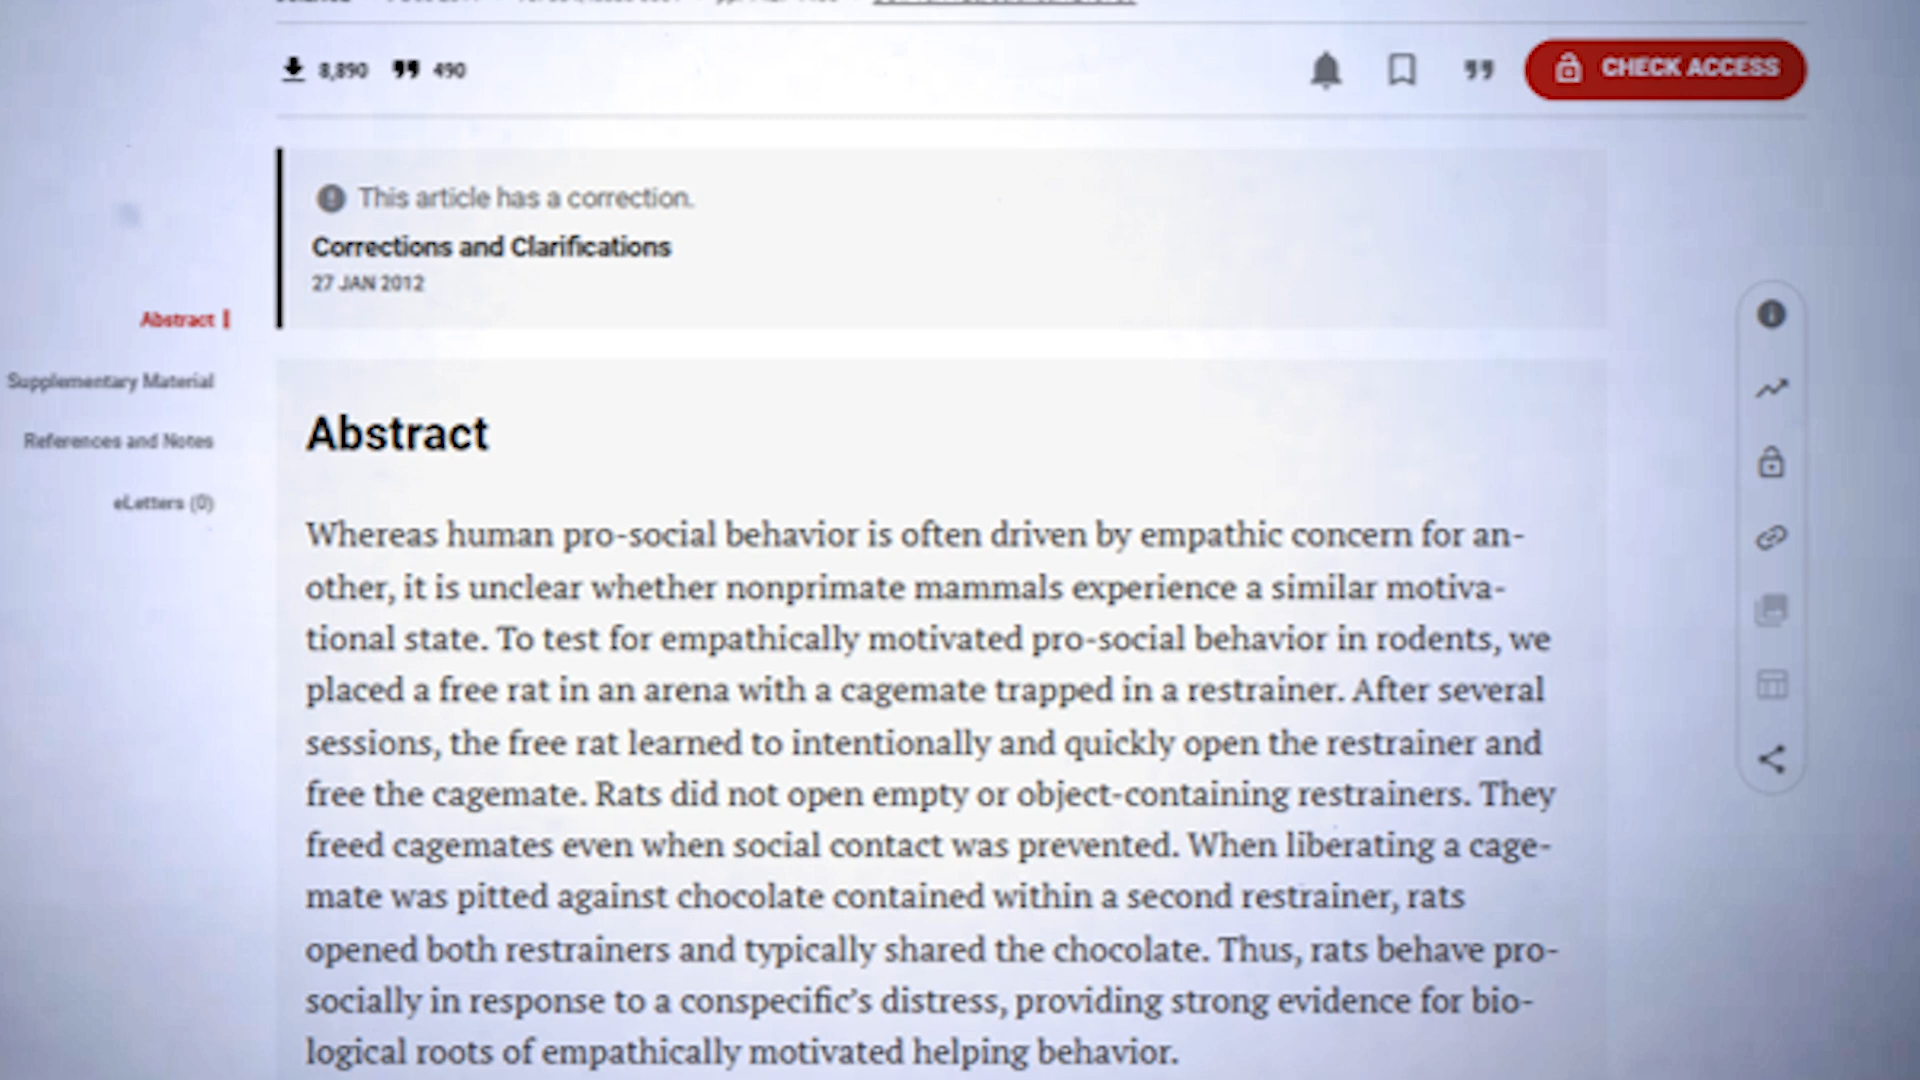 8,890 490 CHECK ACCESS
This article has a correction.
Corrections and Clarifications
27 JAN 2012
Abstract
Supplementary Material
References and Notes
eLetters (0)
Abstract
Whereas human pro-social behavior is often driven by empathic concern for an-
other, it is unclear whether nonprimate mammals experience a similar motiva-
tional state. To test for empathically motivated pro-social behavior in rodents, we
placed a free rat in an arena with a cagemate trapped in a restrainer. After several
sessions, the free rat learned to intentionally and quickly open the restrainer and
free the cagemate. Rats did not open empty or object-containing restrainers. They
freed cagemates even when social contact was prevented. When liberating a cage-
mate was pitted against chocolate contained within a second restrainer, rats
opened both restrainers and typically shared the chocolate. Thus, rats behave pro-
socially in response to a conspecific's distress, providing strong evidence for bio-
logical roots of empathically motivated helping behavior.